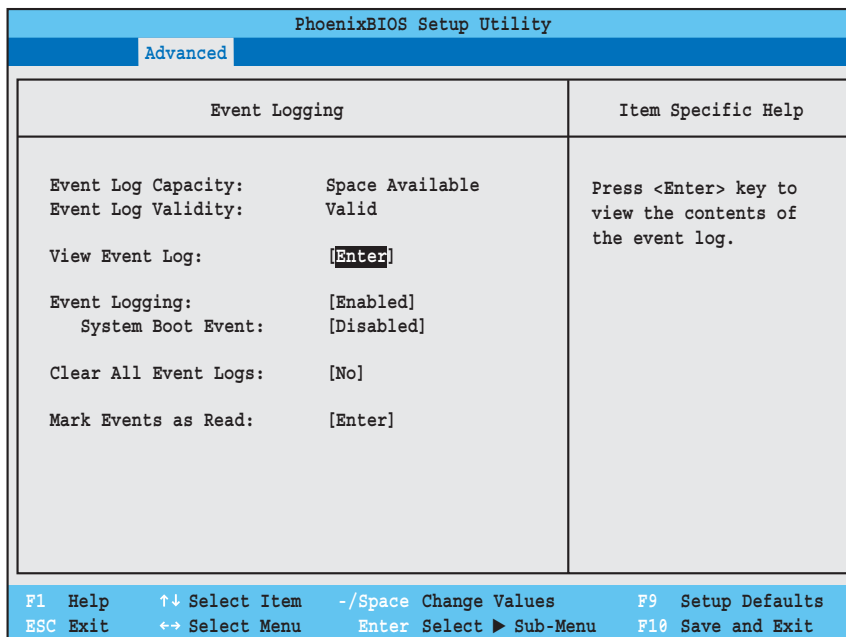 PhoenixBIOS Setup Utility
Advanced
Event Logging
Item Specific Help
Event Log Capacity: Space Available
Event Log Validity: Valid
View Event Log: [Enter]
Event Logging: [Enabled]
System Boot Event: [Disabled]
Clear All Event Logs: [No]
Mark Events as Read: [Enter]
Press <Enter> key to
view the contents of
the event log.
F1 Help ↑↓ Select Item -/Space Change Values F9 Setup Defaults
ESC Exit ←→ Select Menu Enter Select ▶ Sub-Menu F10 Save and Exit